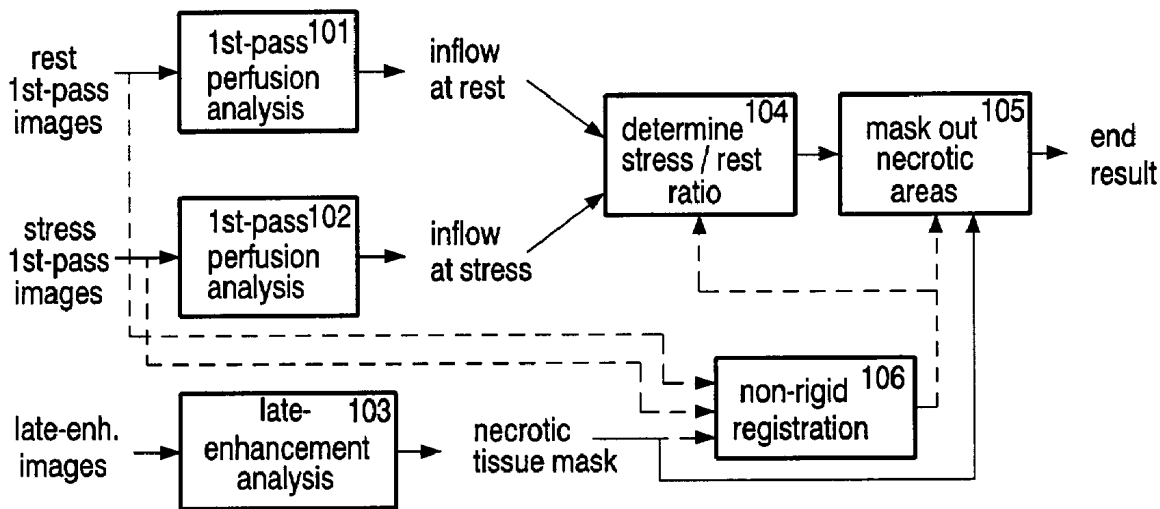 rest
1st-pass
images
1st-pass 101
perfusion
analysis
inflow
at rest
determine 104
stress / rest
ratio
mask out 105
necrotic
areas
end
result
stress
1st-pass
images
1st-pass 102
perfusion
analysis
inflow
at stress
late-enh.
images
late- 103
enhancement
analysis
necrotic
tissue mask
non-rigid 106
registration